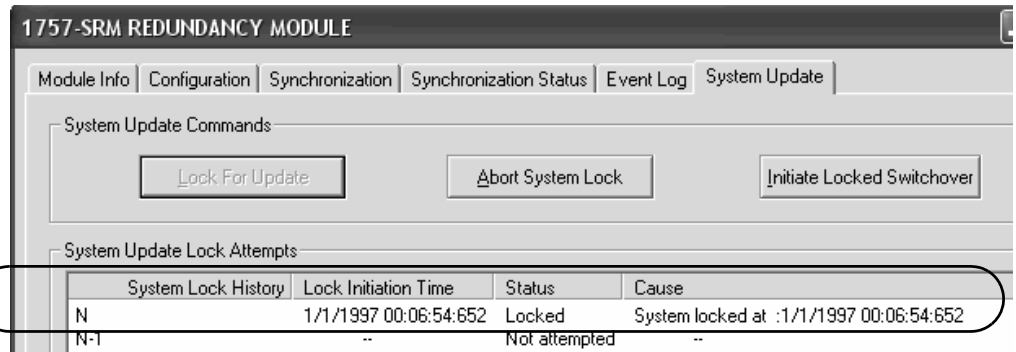 1757-SRM REDUNDANCY MODULE
Module Info Configuration Synchronization Synchronization Status Event Log System Update
System Update Commands
Lock For Update Abort System Lock Initiate Locked Switchover
System Update Lock Attempts
System Lock History Lock Initiation Time Status Cause
N 1/1/1997 00:06:54:652 Locked System locked at :1/1/1997 00:06:54:652
N-1 -- Not attempted --